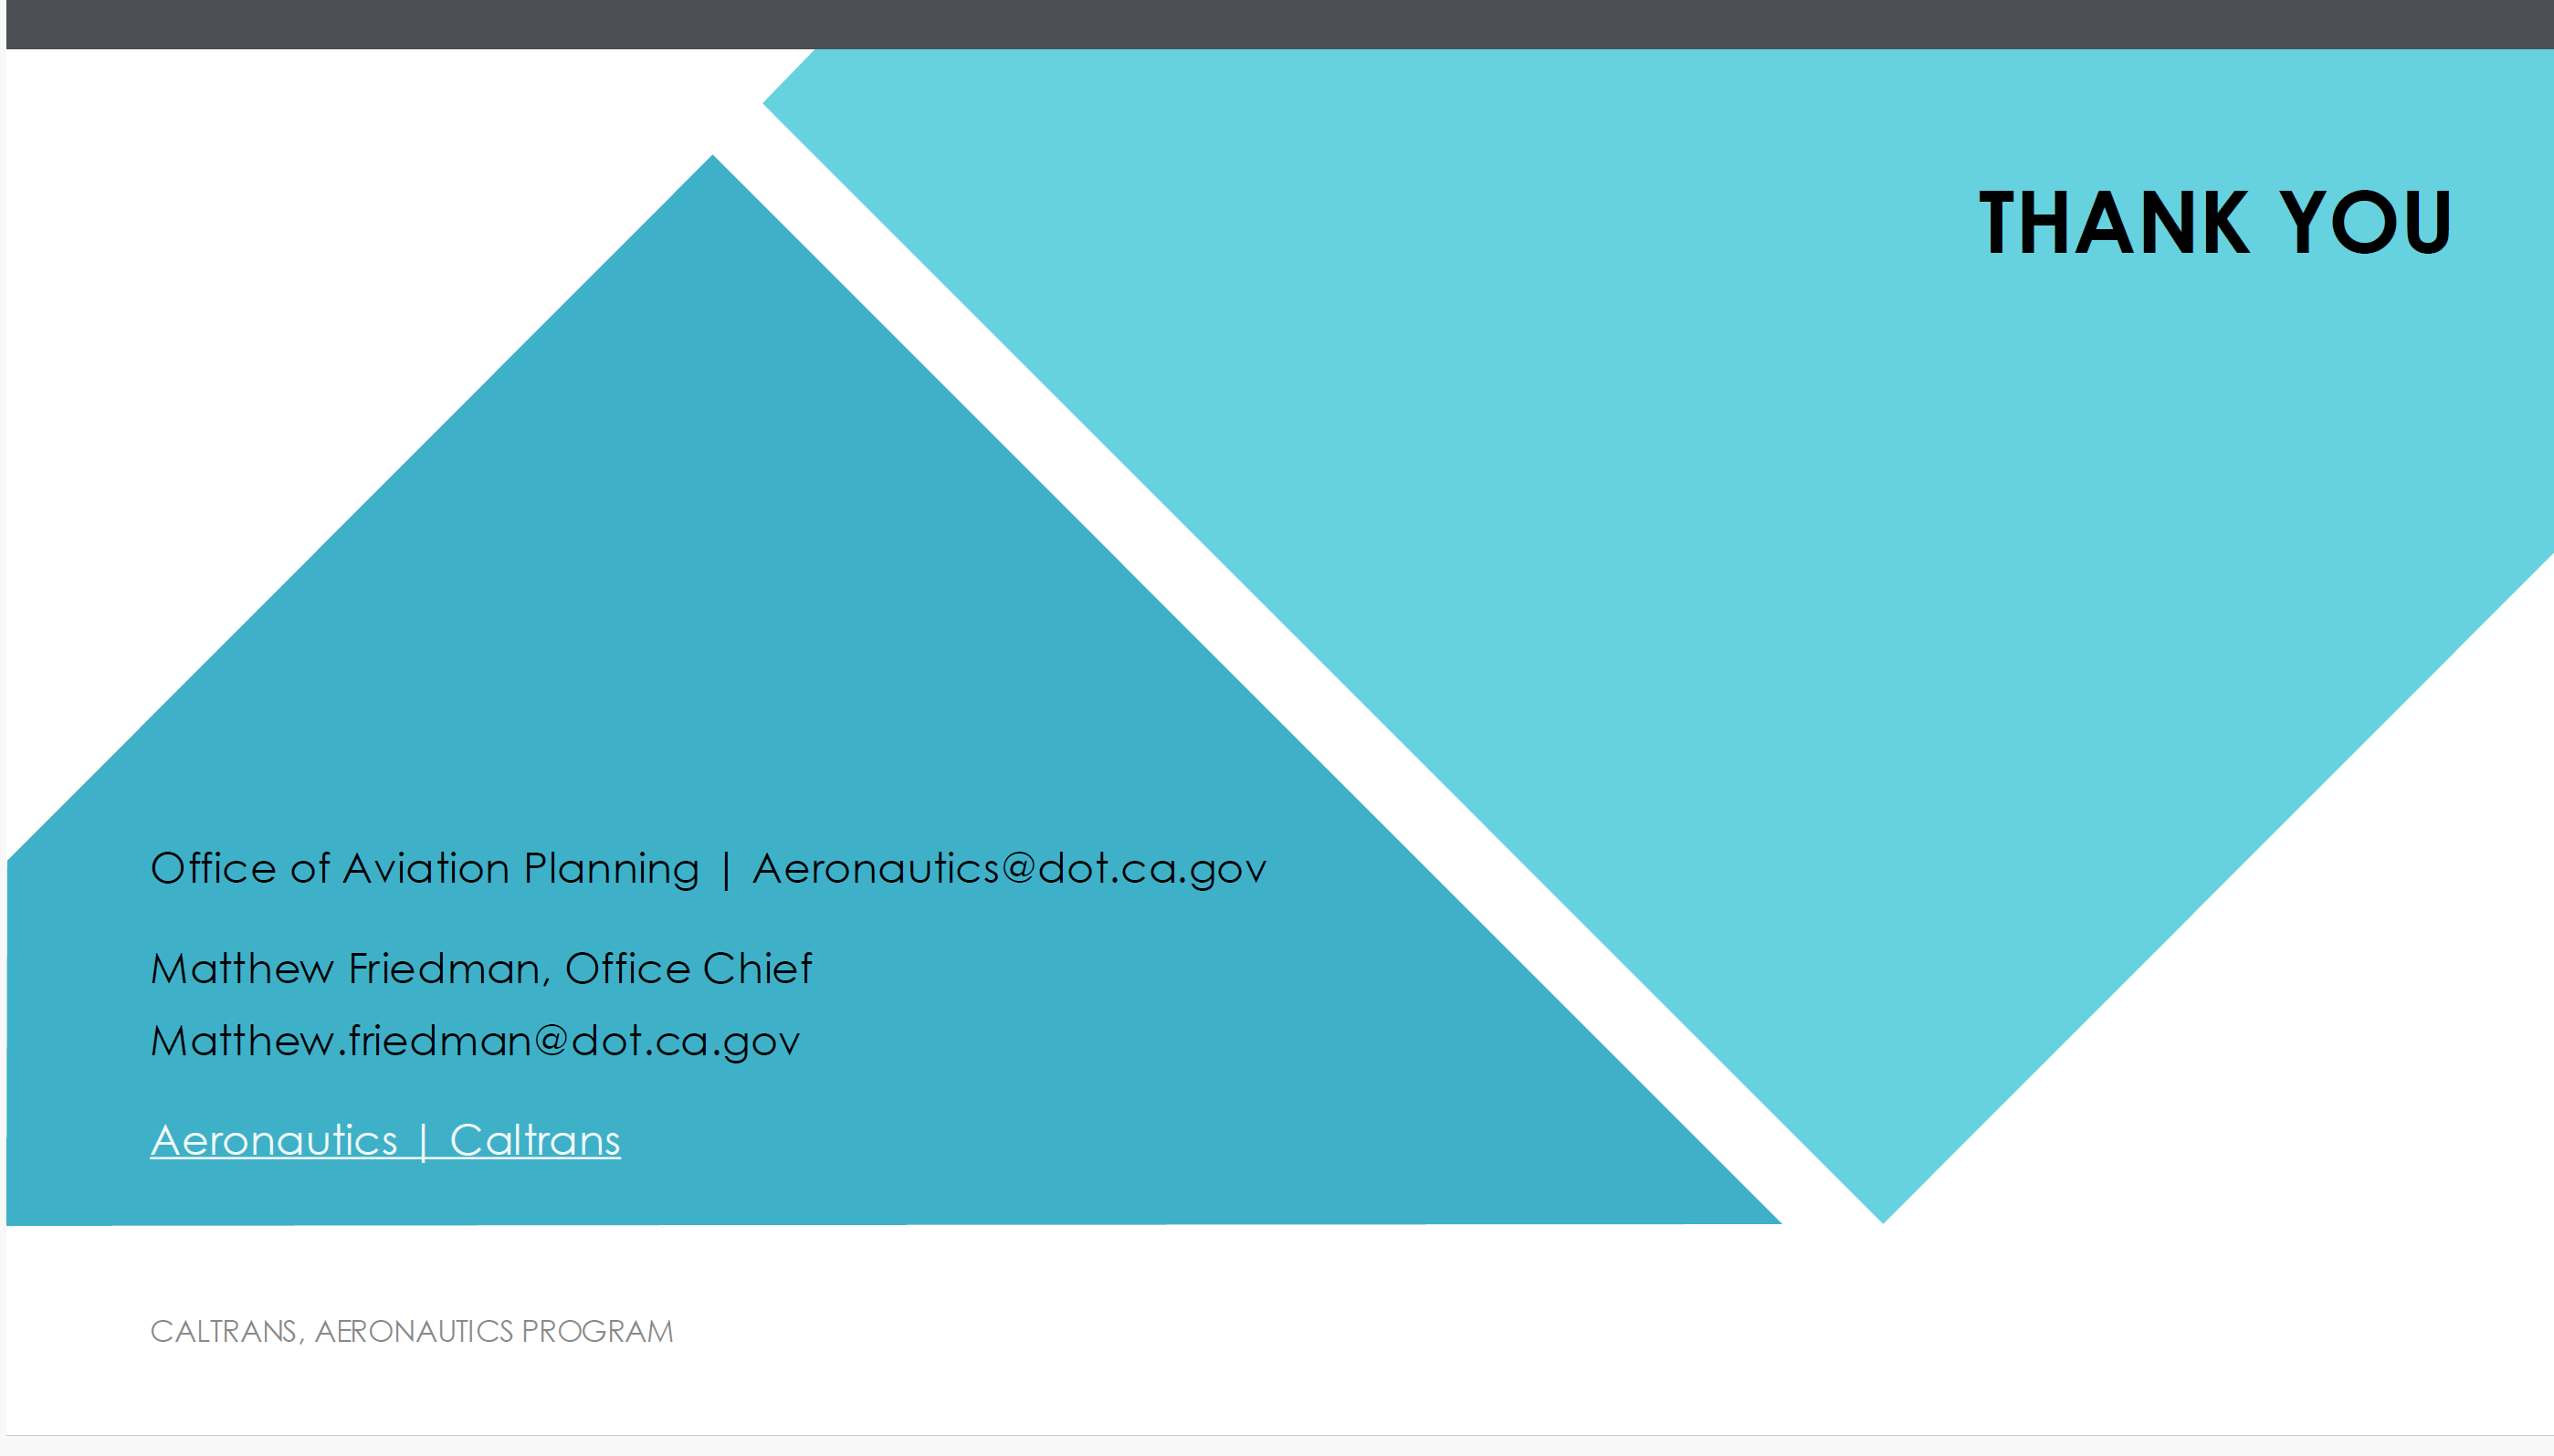 THANK YOU
Office of Aviation Planning | Aeronautics@dot.ca.gov
Matthew Friedman, Office Chief
Matthew.friedman@dot.ca.gov
Aeronautics | Caltrans
CALTRANS, AERONAUTICS PROGRAM